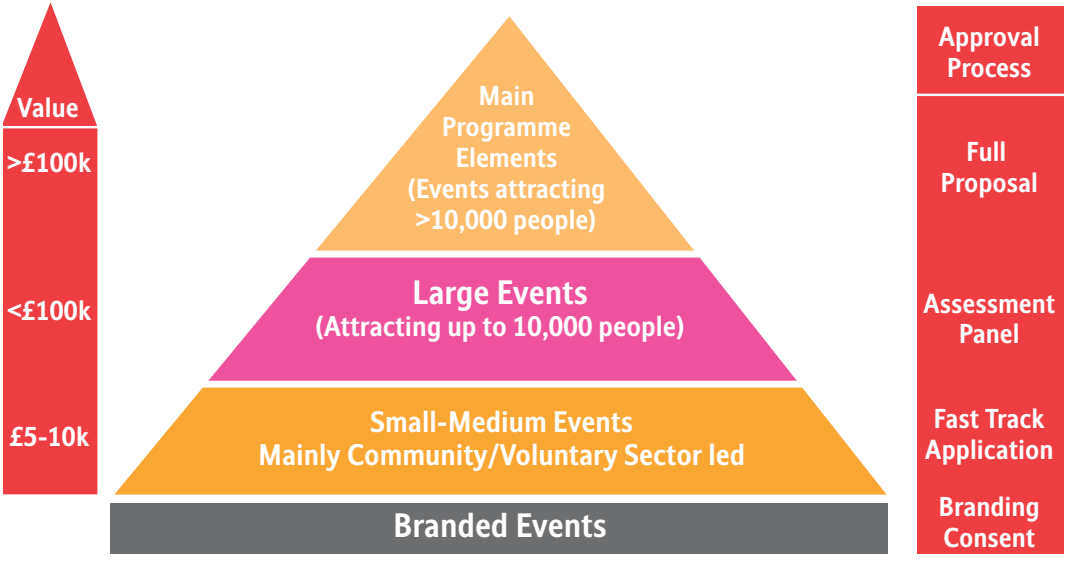 Value
>£100k
<£100k
£5-10k
Main
Programme
Elements
(Events attracting
>10,000 people)
Large Events
(Attracting up to 10,000 people)
Small-Medium Events
Mainly Community/Voluntary Sector led
Branded Events
Approval
Process
Full
Proposal
Assessment
Panel
Fast Track
Application
Branding
Consent